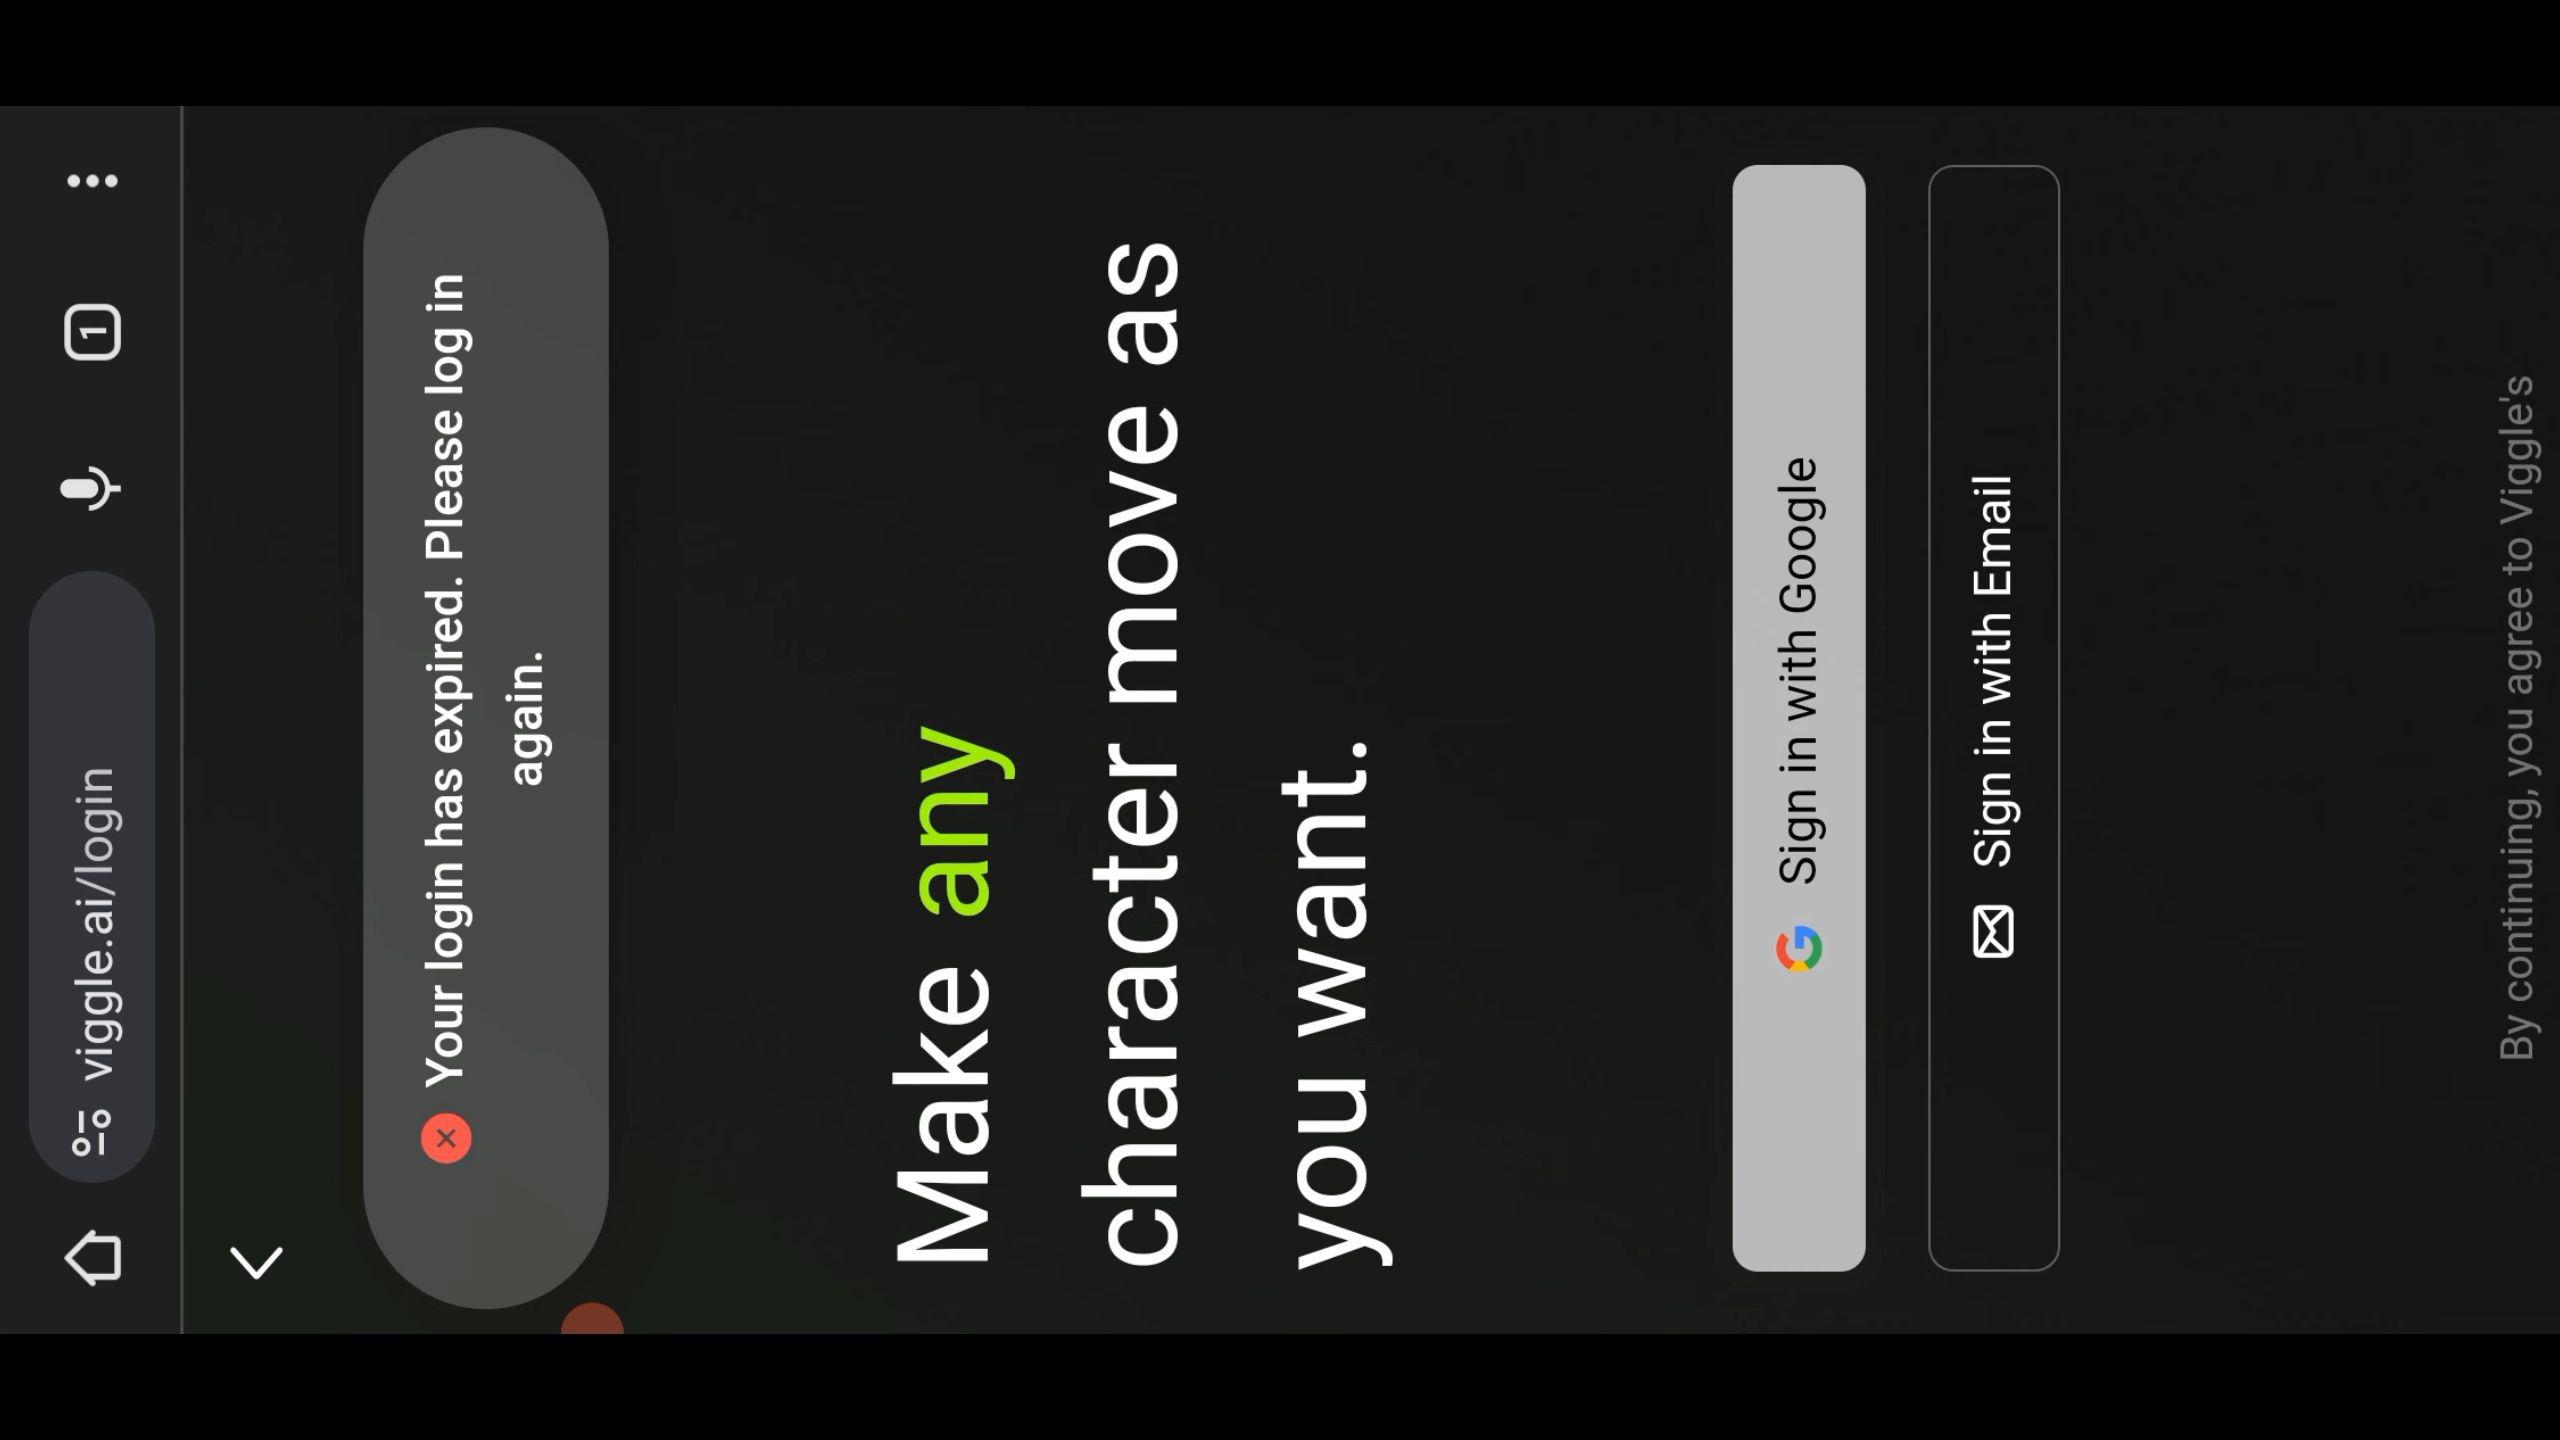 viggle.ai/login
1
Your login has expired. Please log in
again.
Make any
character move as
you want.
Sign in with Google
Sign in with Email
By continuing, you agree to Viggle's